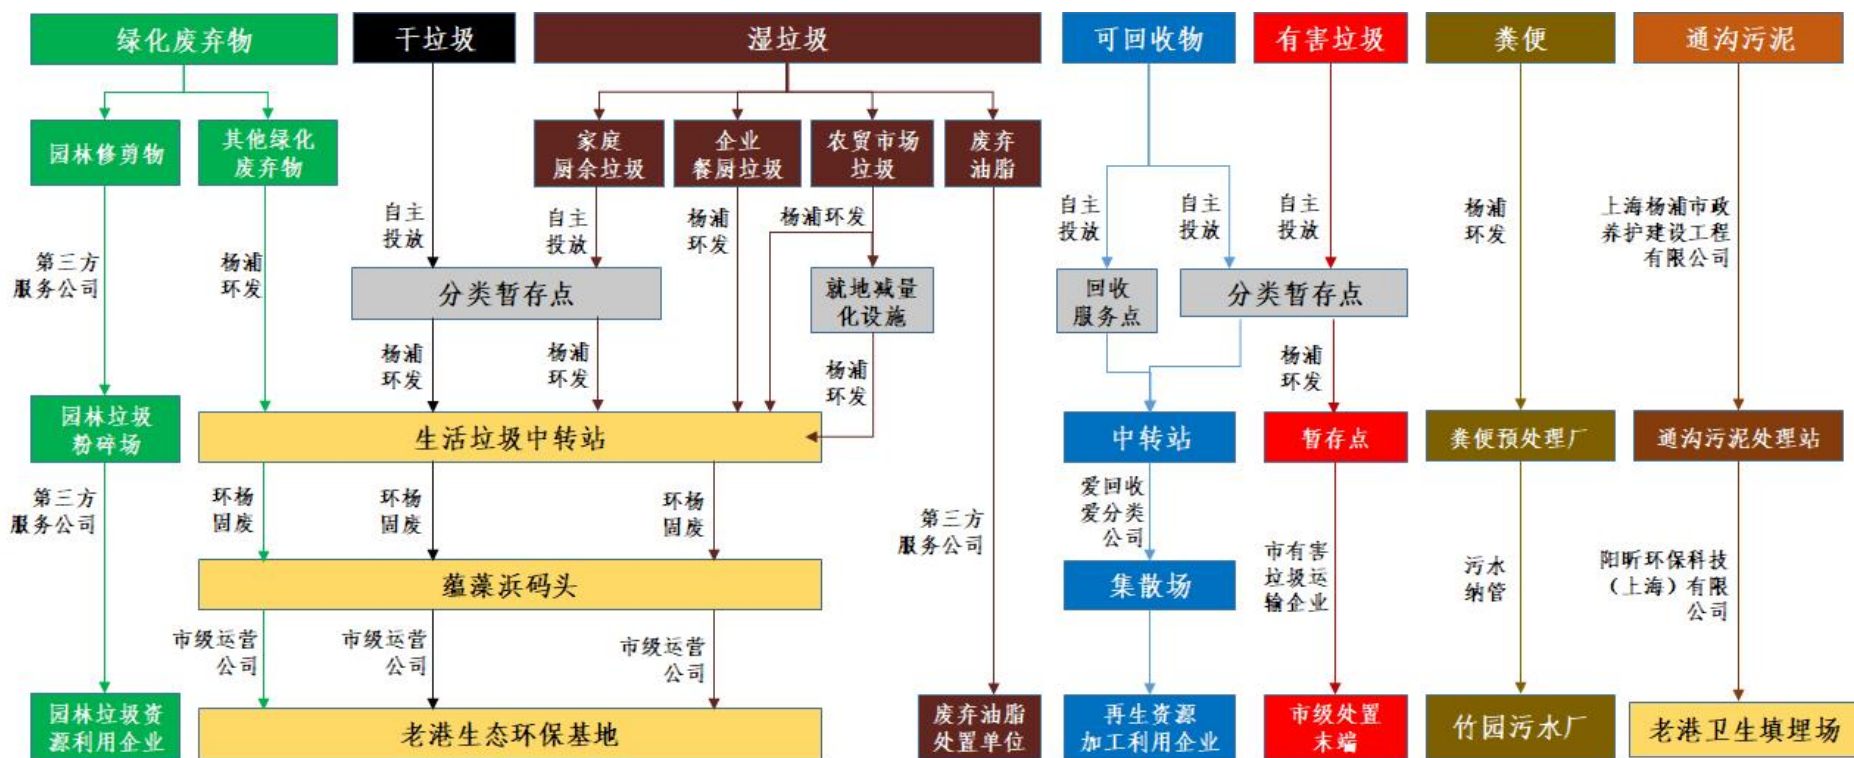 绿化废弃物
干垃圾
湿垃圾
可回收物
有害垃圾
粪便
通沟污泥
园林修剪物
其他绿化
废弃物
家庭
厨余垃圾
企业
餐厨垃圾
农贸市场
垃圾
废弃
油脂
第三方
服务公司
杨浦
环发
自主
投放
自主
投放
杨浦
环发
杨浦环发
自主
投放
自主
投放
自主
投放
杨浦
环发
上海杨浦市政
养护建设工程
有限公司
分类暂存点
就地减量
化设施
回收
服务点
分类暂存点
杨浦
环发
杨浦
环发
杨浦
环发
杨浦
环发
园林垃圾
粉碎场
生活垃圾中转站
中转站
暂存点
粪便预处理厂
通沟污泥处理站
第三方
服务公司
环杨
固废
环杨
固废
环杨
固废
第三方
服务公司
爱回收
爱分类
公司
市有害
垃圾运
输企业
污水
纳管
阳昕环保科技
（上海）有限
公司
蕴藻浜码头
集散场
市级运营
公司
市级运营
公司
市级运营
公司
园林垃圾资
源利用企业
老港生态环保基地
废弃油脂
处置单位
再生资源
加工利用企业
市级处置
末端
竹园污水厂
老港卫生填埋场